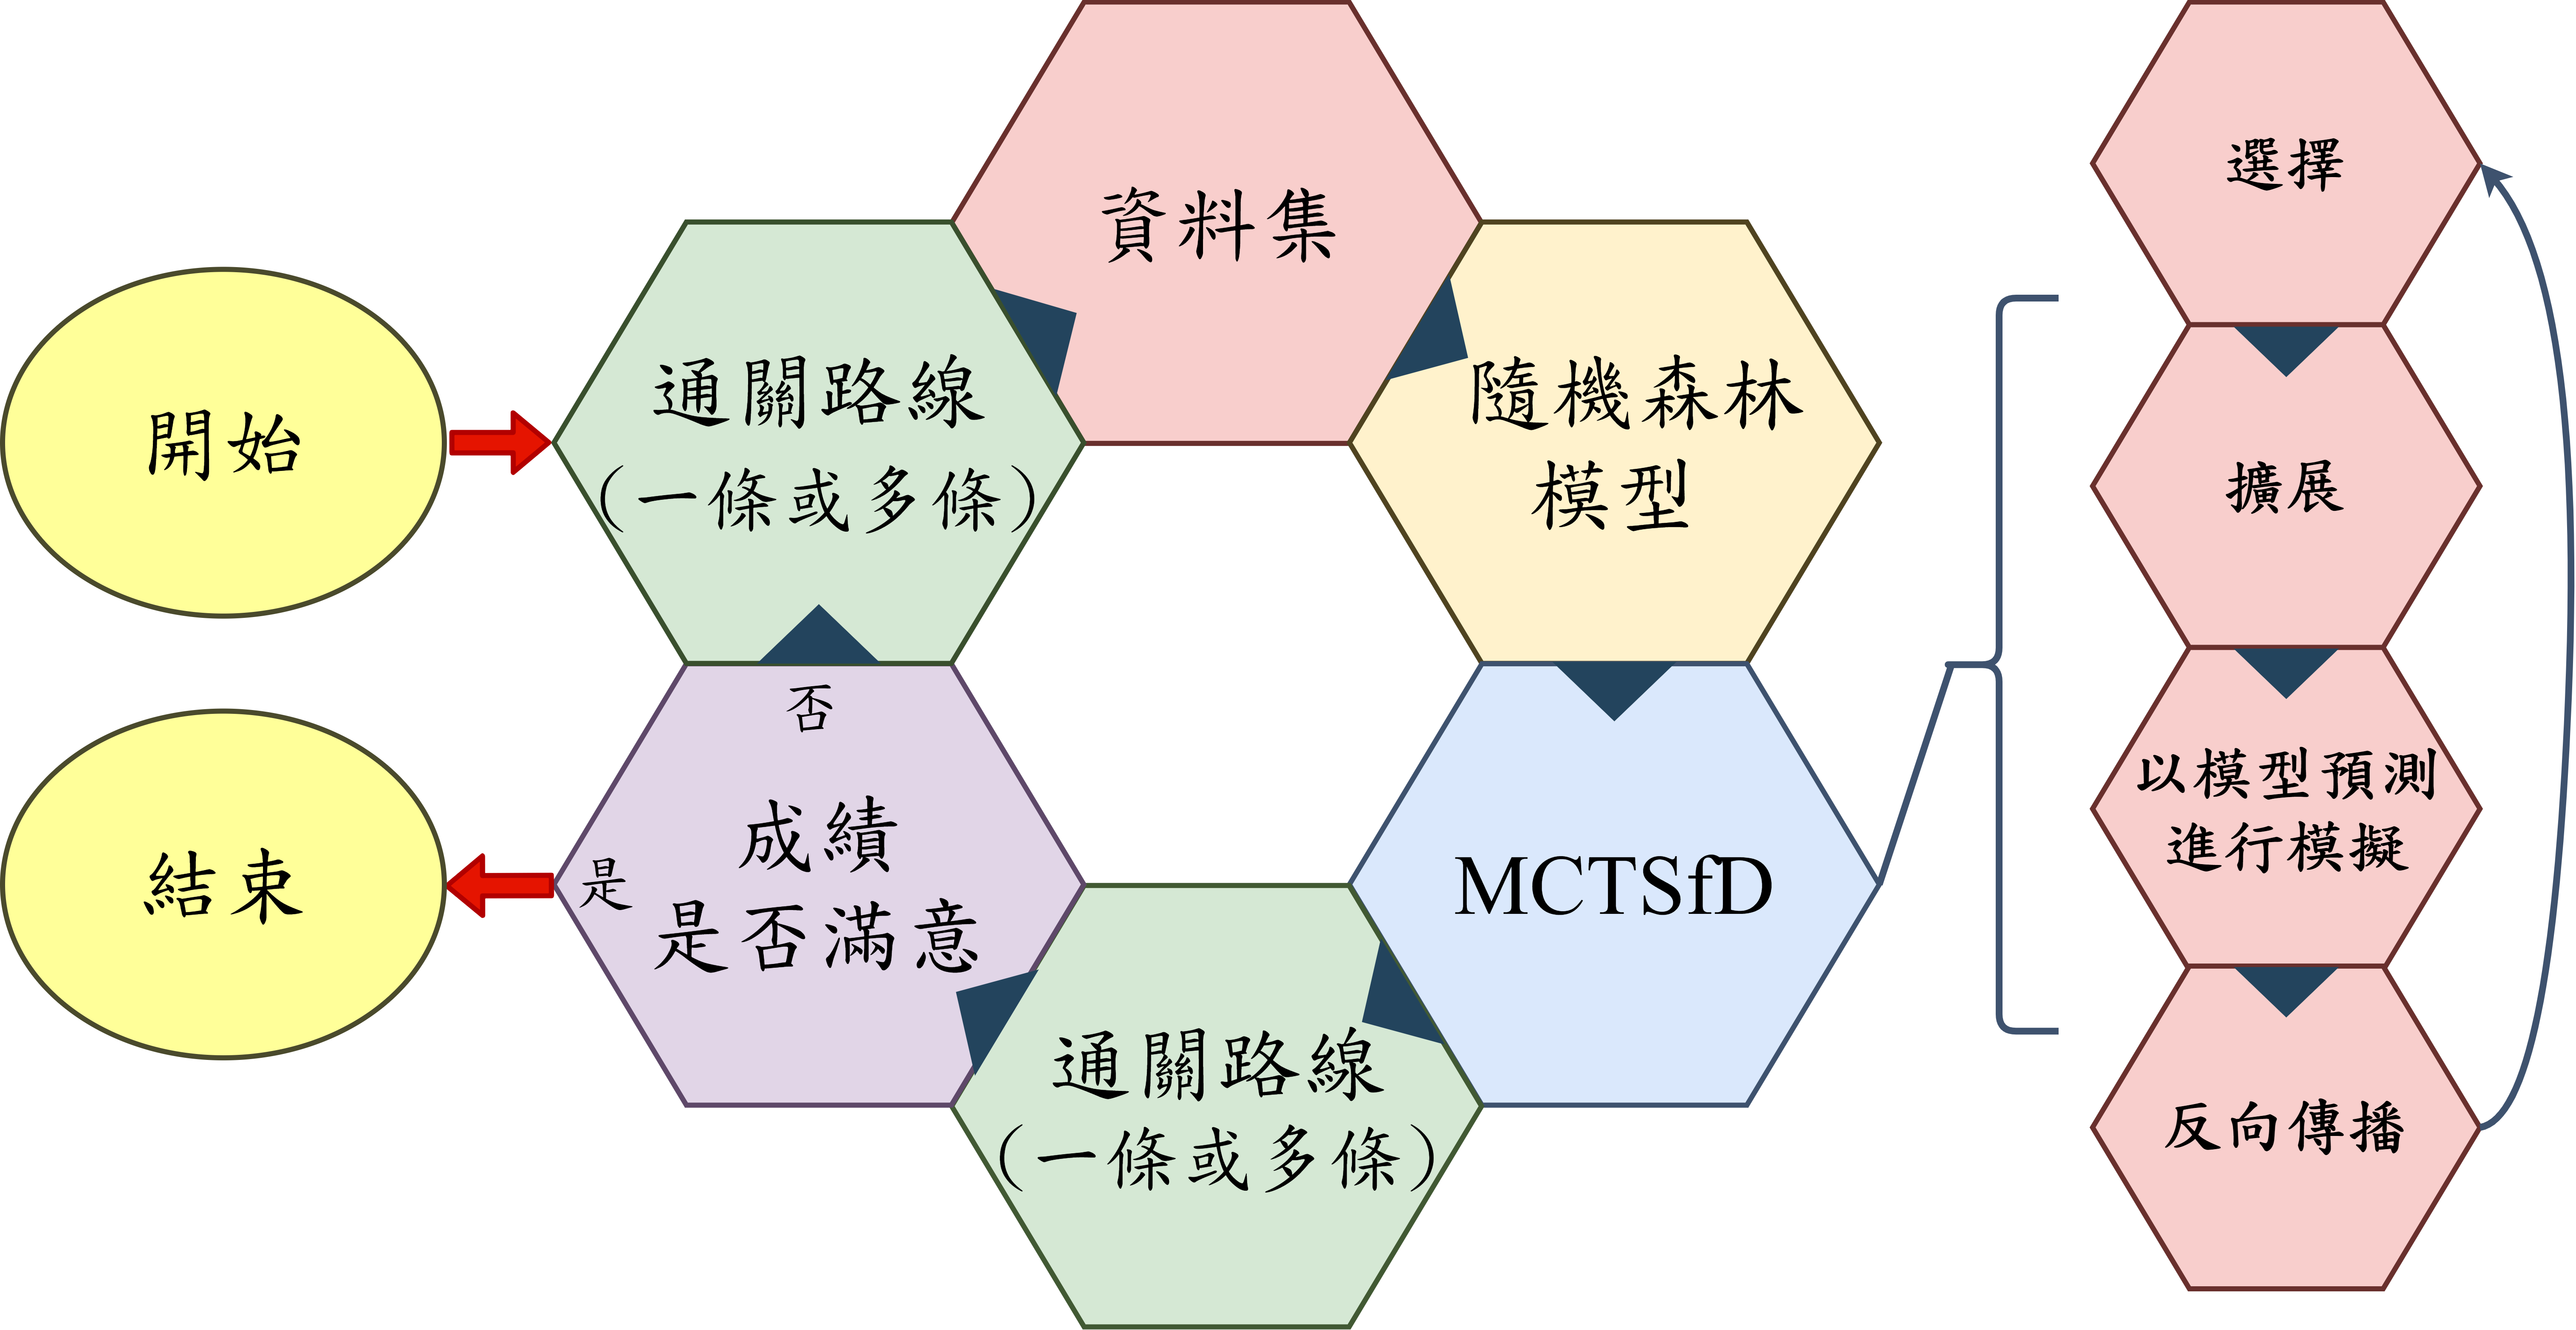 開始
通關路線
（一條或多條）
資料集
隨機森林
模型
MCTSfD
通關路線
（一條或多條）
否
成績
是否滿意
是
結束
選擇
擴展
以模型預測
進行模擬
反向傳播